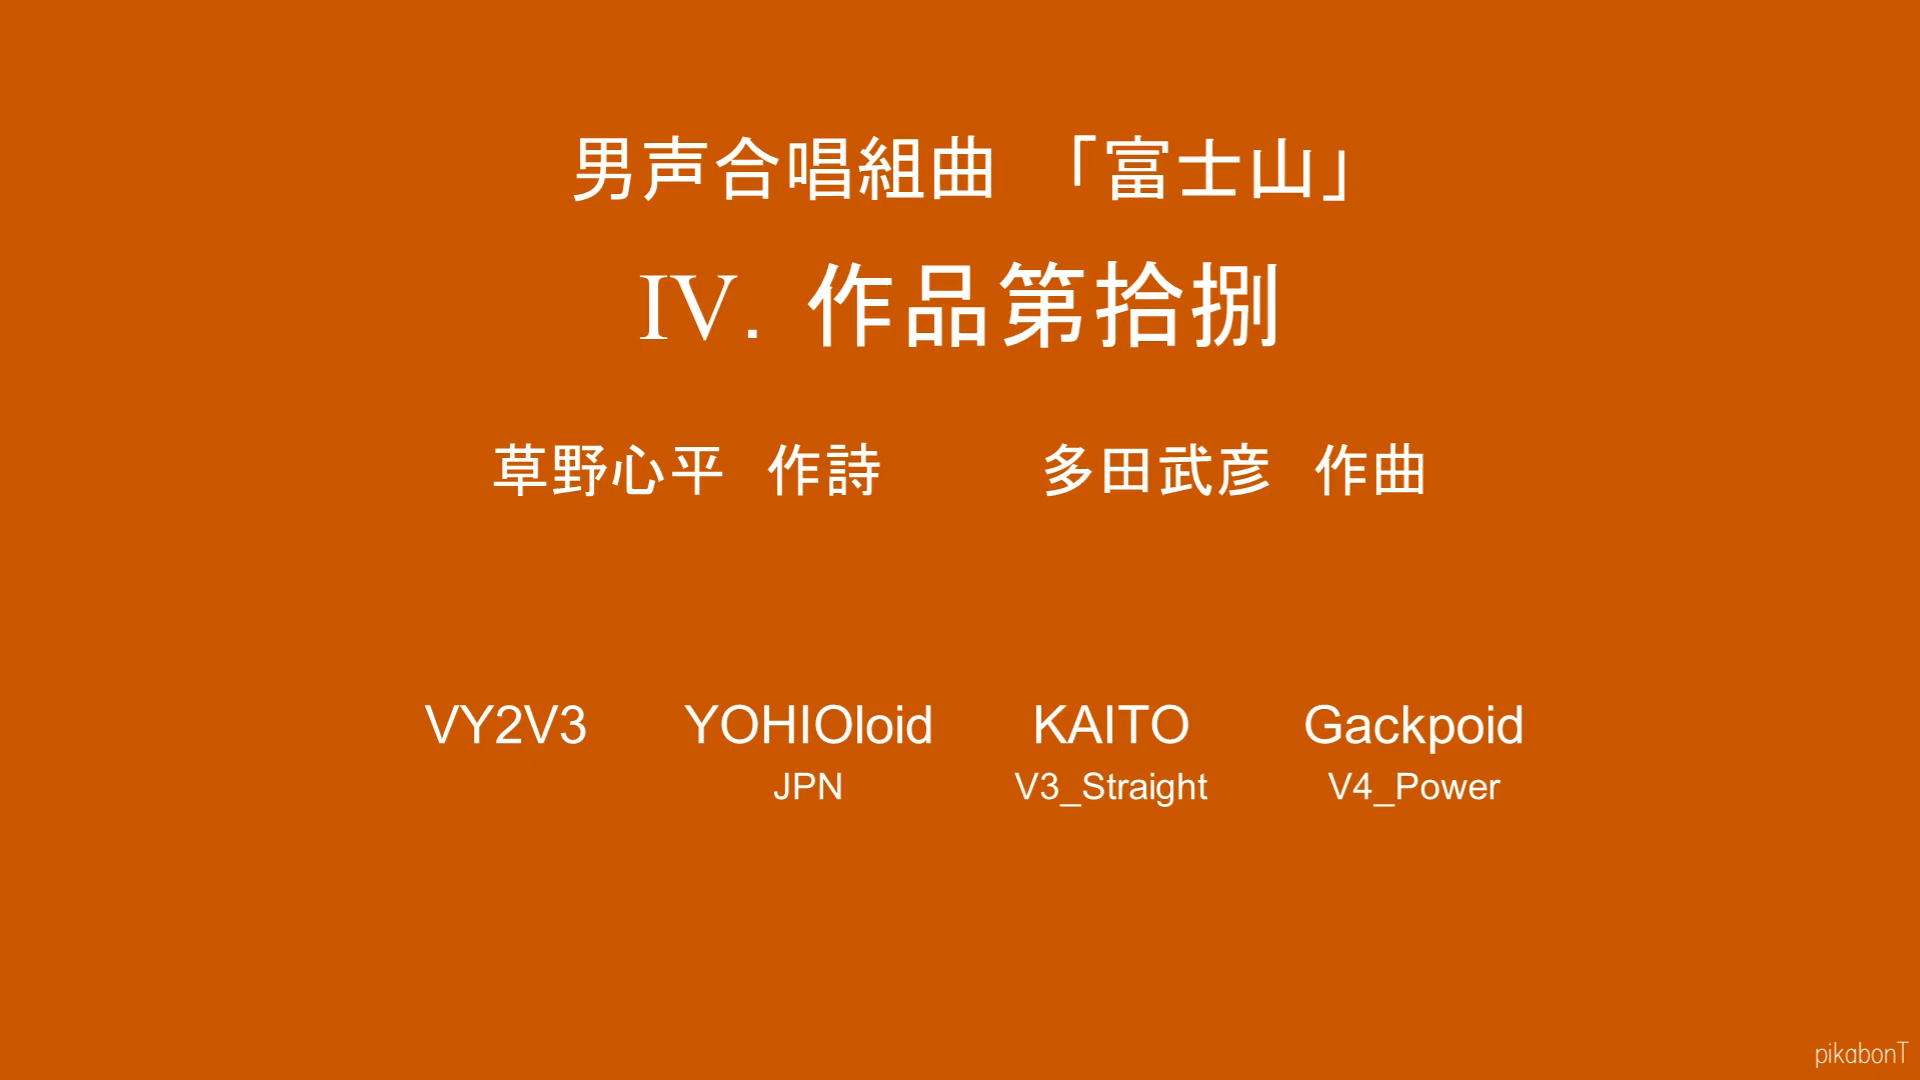 男声合唱組曲 「富士山」
IV. 作品第拾捌
草野心平 作詩 多田武彦 作曲
VY2V3 YOHIOloid KAITO Gackpoid
JPN V3_Straight V4_Power
pikabonT